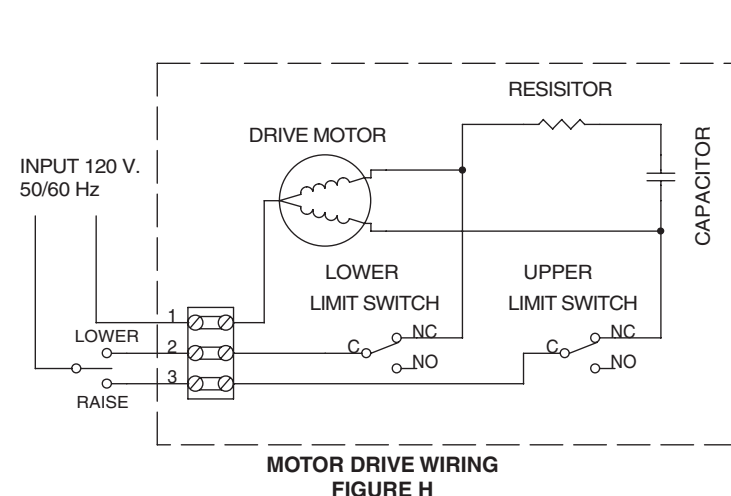 RESISITOR
DRIVE MOTOR
CAPACITOR
INPUT 120 V.
50/60 Hz
LOWER
LIMIT SWITCH
UPPER
LIMIT SWITCH
1
LOWER
2
C
NC
NO
C
NC
NO
3
RAISE
MOTOR DRIVE WIRING
FIGURE H